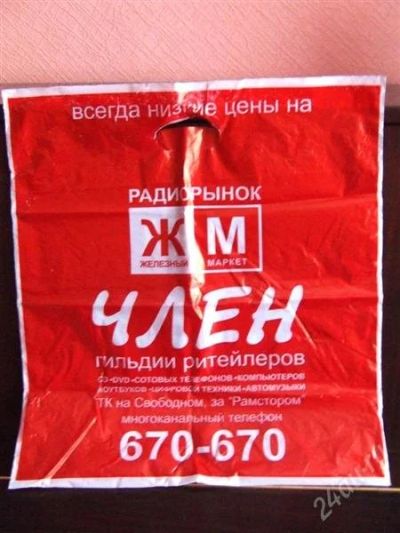 всегда низкие цены на
РАДИОРЫНОК
Ж М
ЖЕЛЕЗНЫЙ МАРКЕТ
ЧЛЕН
гильдии ритейлеров
CD•DVD•СОТОВЫХ ТЕЛЕФОНОВ•КОМПЬЮТЕРОВ
НОУТБУКОВ•ЦИФРОВОЙ ТЕХНИКИ•АВТОМУЗЫКИ
ТК на Свободном, за "Рамстором"
многоканальный телефон
670-670